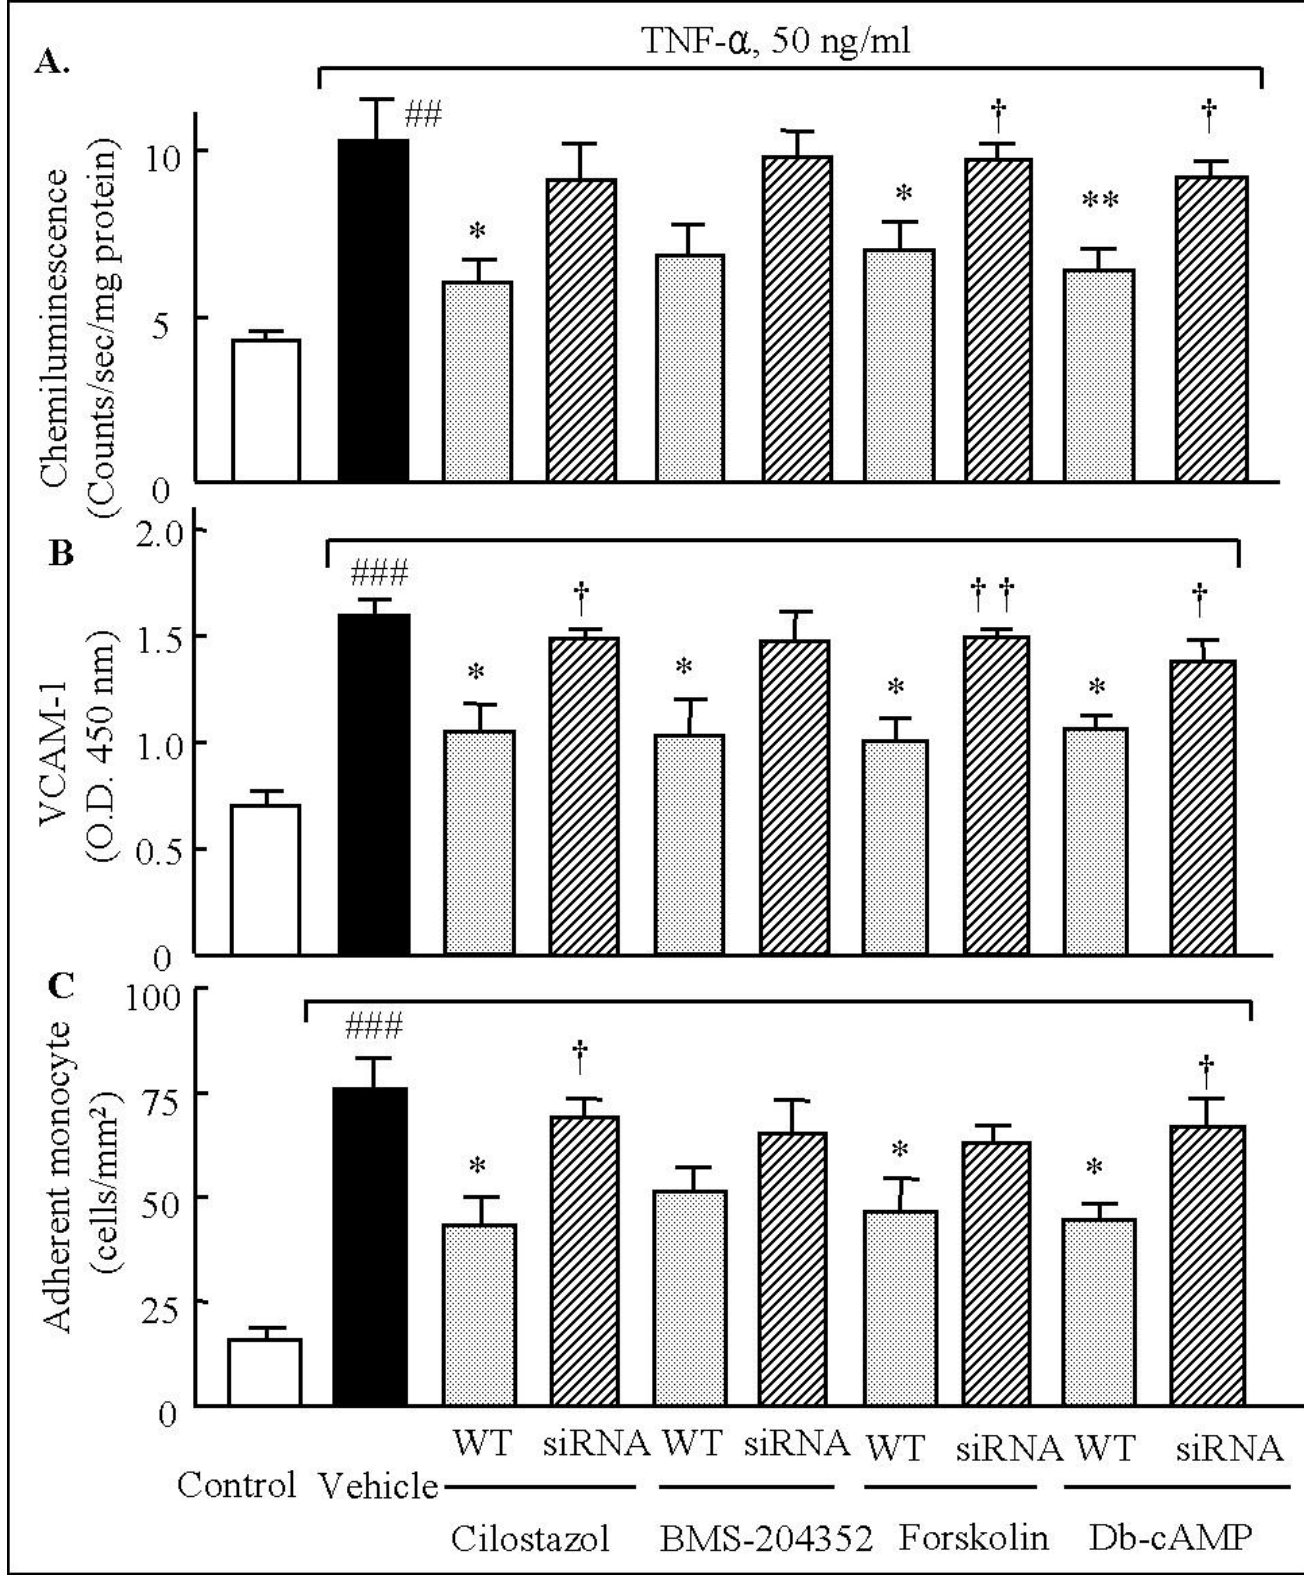 TNF-α, 50 ng/ml
A.
Chemiluminescence
(Counts/sec/mg protein)
10
5
0
##
*
*
†
**
†
B
VCAM-1
(O.D. 450 nm)
2.0
1.5
1.0
0.5
0
###
*
†
*
*
† †
*
†
C
Adherent monocyte
(cells/mm²)
100
75
50
25
0
###
*
†
*
*
†
WT siRNA WT siRNA WT siRNA WT siRNA
Control Vehicle
Cilostazol BMS-204352 Forskolin Db-cAMP